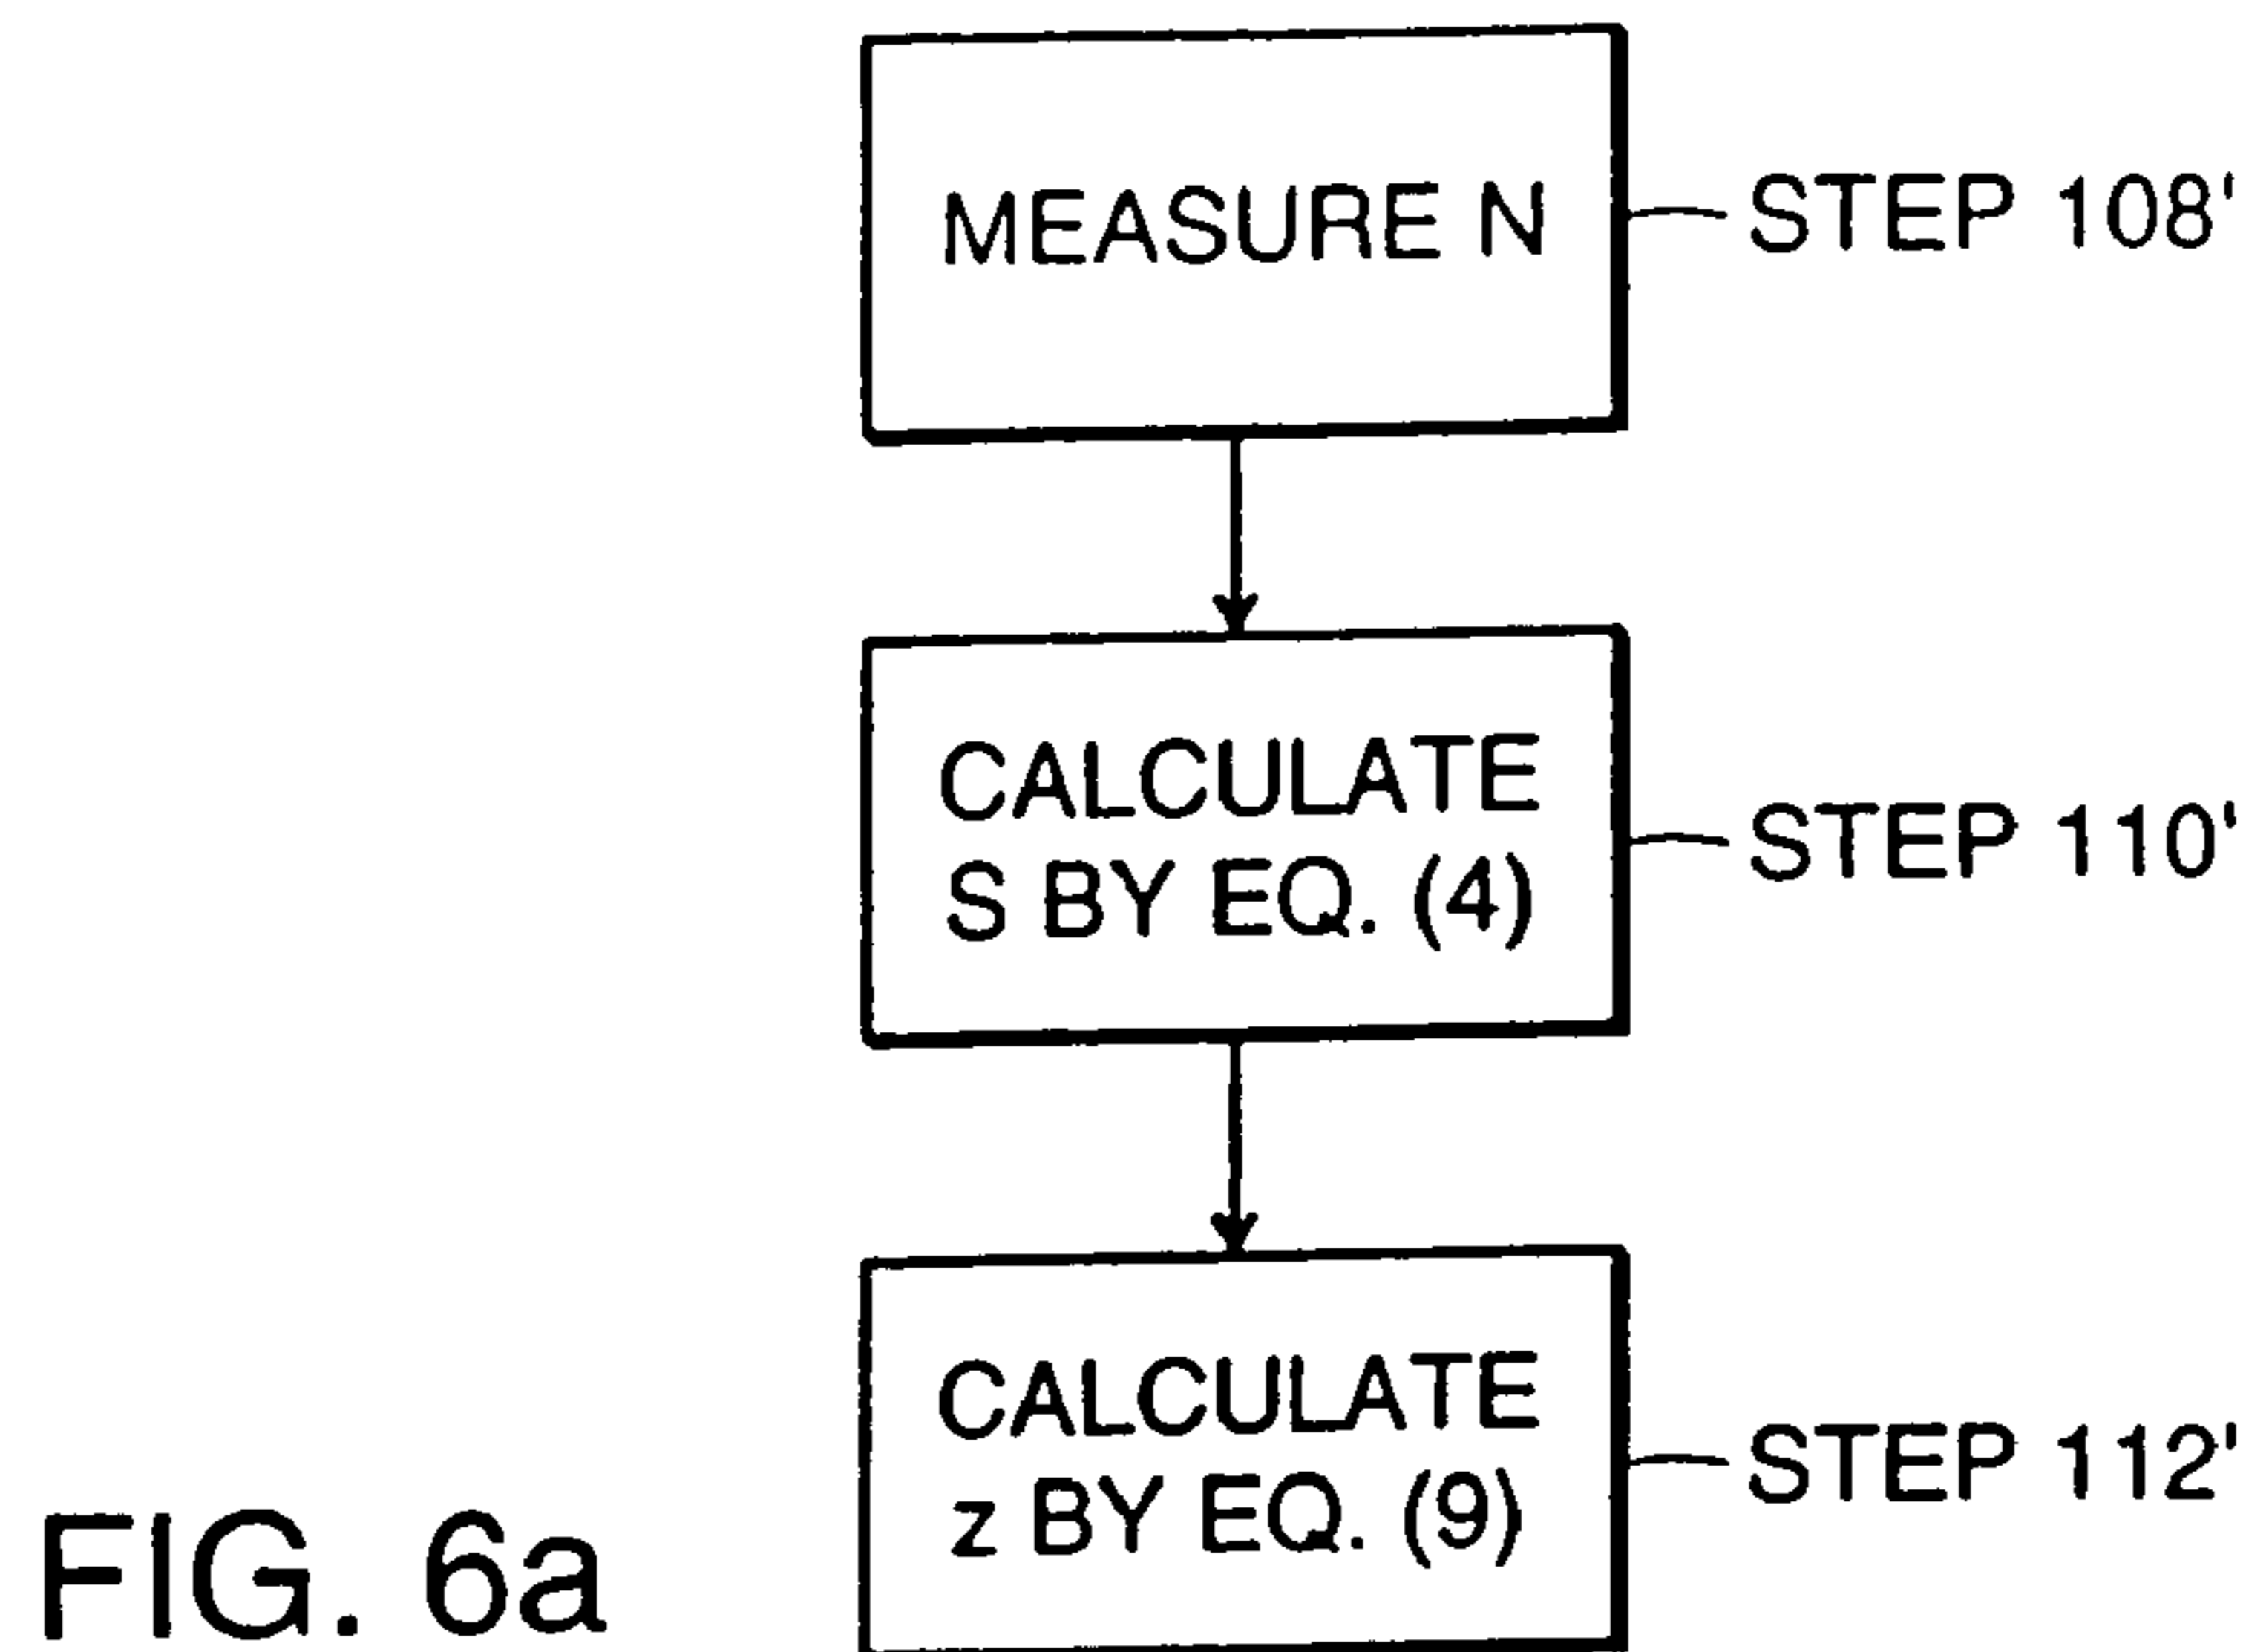 MEASURE N
STEP 108'
CALCULATE
S BY EQ. (4)
STEP 110'
CALCULATE
z BY EQ. (9)
STEP 112'
FIG. 6a